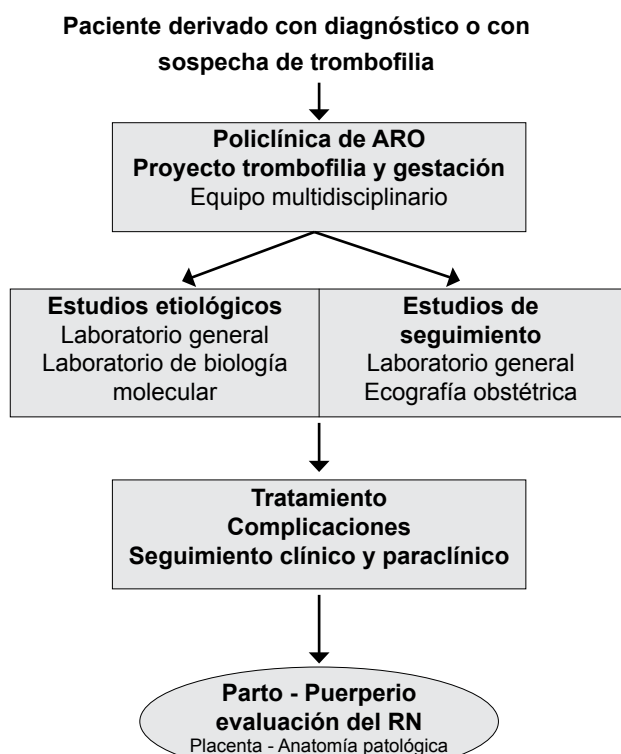 Paciente derivado con diagnóstico o con
sospecha de trombofilia
Policlínica de ARO
Proyecto trombofilia y gestación
Equipo multidisciplinario
Estudios etiológicos
Laboratorio general
Laboratorio de biología
molecular
Estudios de
seguimiento
Laboratorio general
Ecografía obstétrica
Tratamiento
Complicaciones
Seguimiento clínico y paraclínico
Parto - Puerperio
evaluación del RN
Placenta - Anatomía patológica